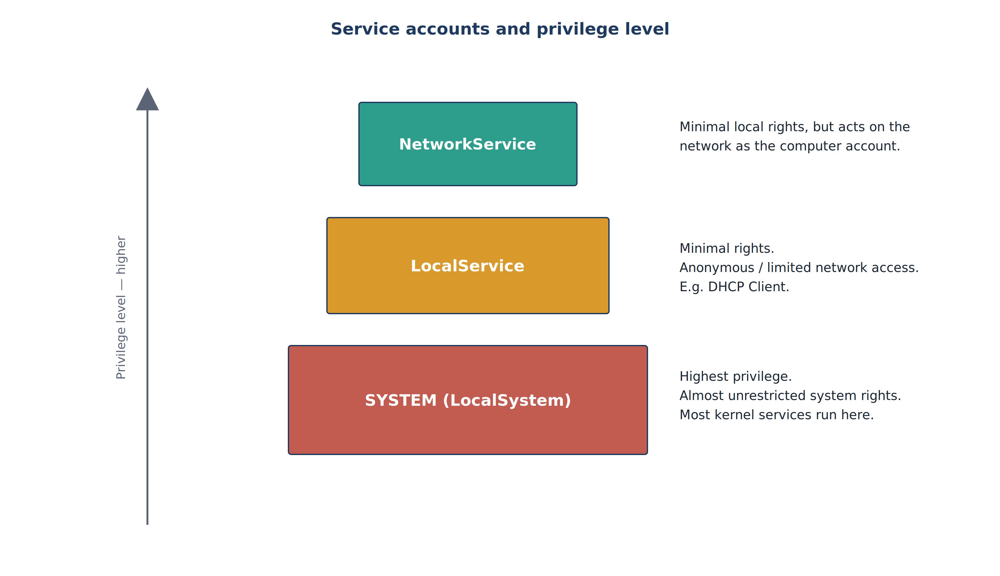 Service accounts and privilege level
Privilege level — higher
NetworkService
Minimal local rights, but acts on the
network as the computer account.
LocalService
Minimal rights.
Anonymous / limited network access.
E.g. DHCP Client.
SYSTEM (LocalSystem)
Highest privilege.
Almost unrestricted system rights.
Most kernel services run here.